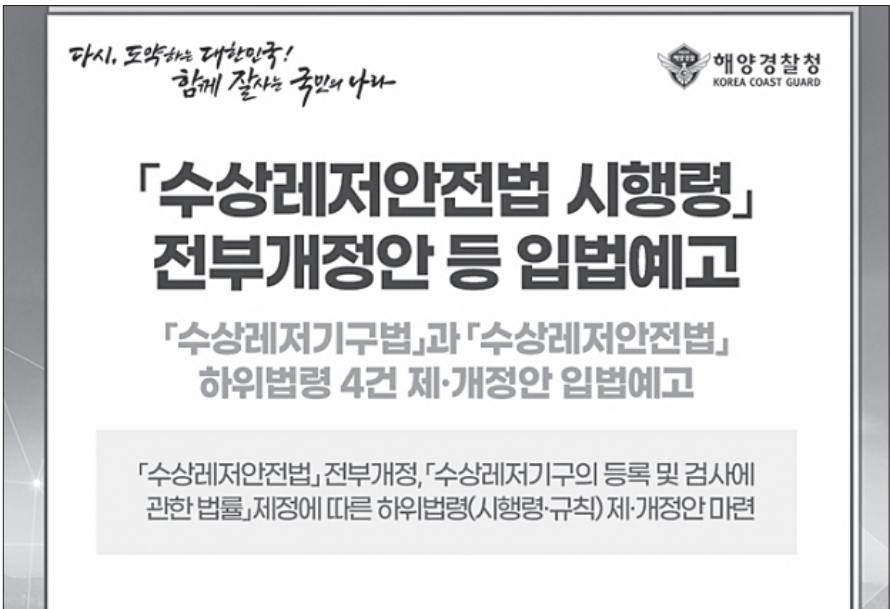 다시, 도약하는 대한민국!
함께 잘사는 국민의 나라
해양경찰청
KOREA COAST GUARD
「수상레저안전법 시행령」
전부개정안 등 입법예고
「수상레저기구법」과 「수상레저안전법」
하위법령 4건 제·개정안 입법예고
「수상레저안전법」 전부개정, 「수상레저기구의 등록 및 검사에
관한 법률」제정에 따른 하위법령(시행령·규칙) 제·개정안 마련